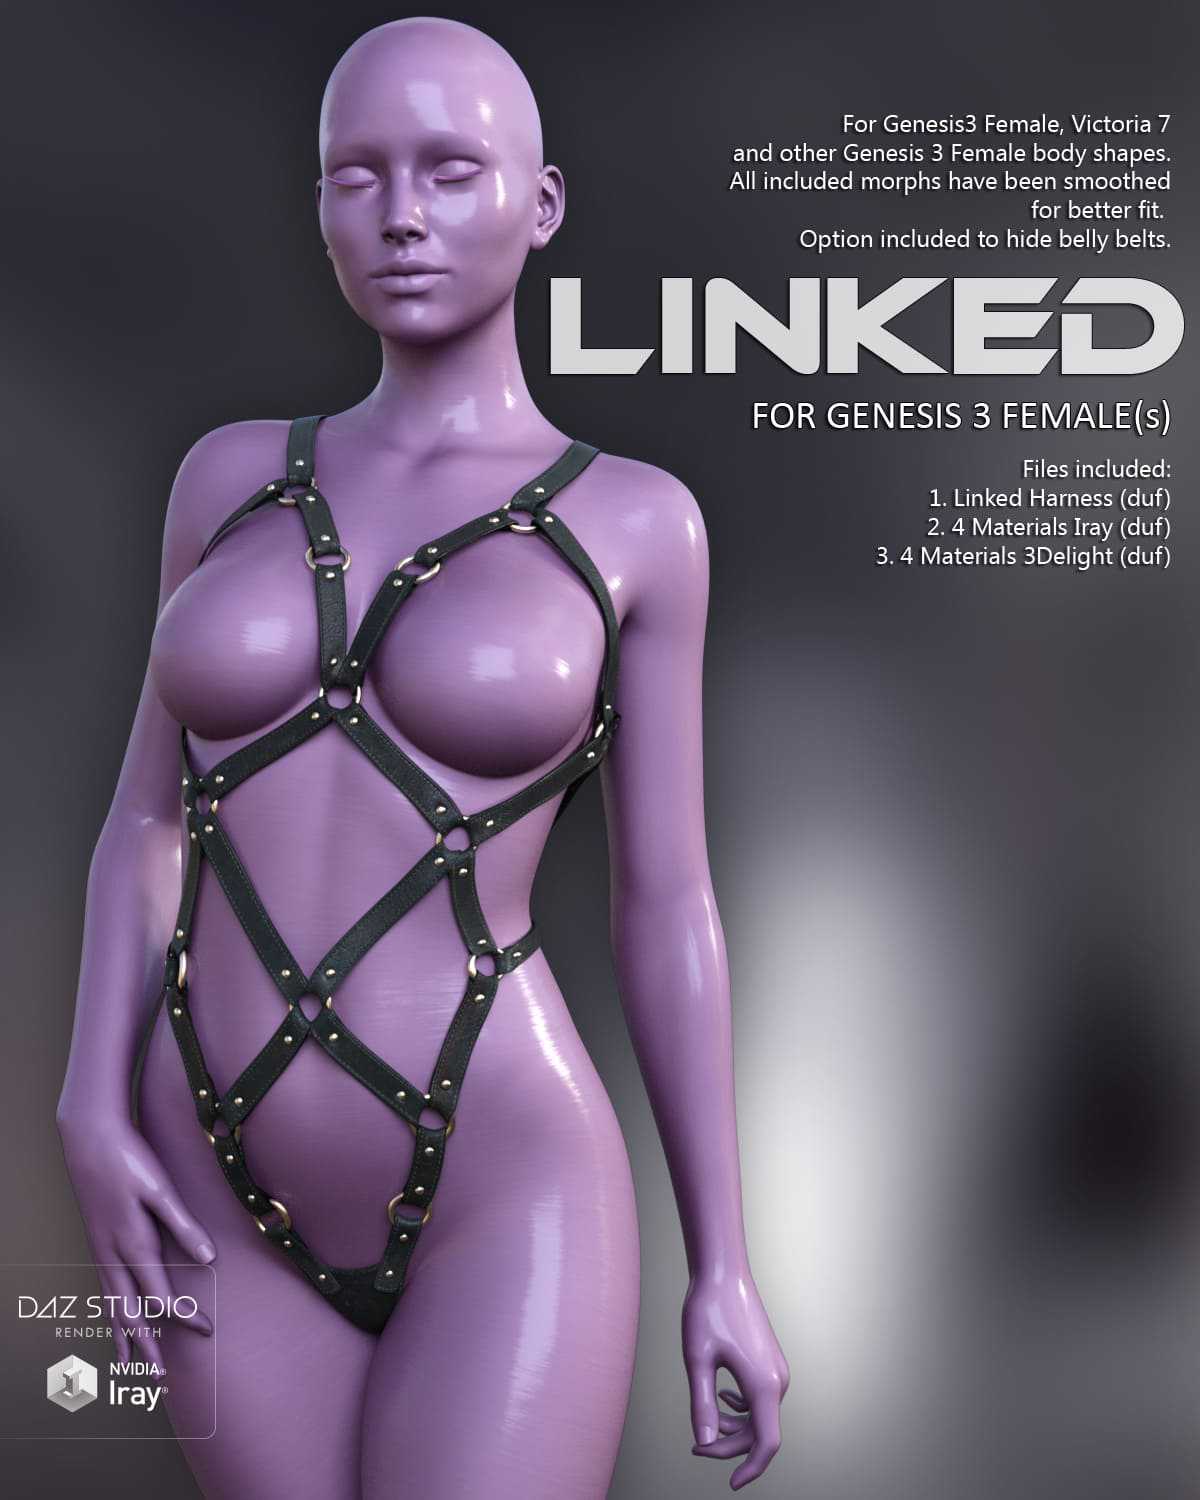 For Genesis3 Female, Victoria 7
and other Genesis 3 Female body shapes.
All included morphs have been smoothed
for better fit.
Option included to hide belly belts.
LINKED
FOR GENESIS 3 FEMALE(s)
Files included:
1. Linked Harness (duf)
2. 4 Materials Iray (duf)
3. 4 Materials 3Delight (duf)
DAZ STUDIO
RENDER WITH
NVIDIA®
Iray®